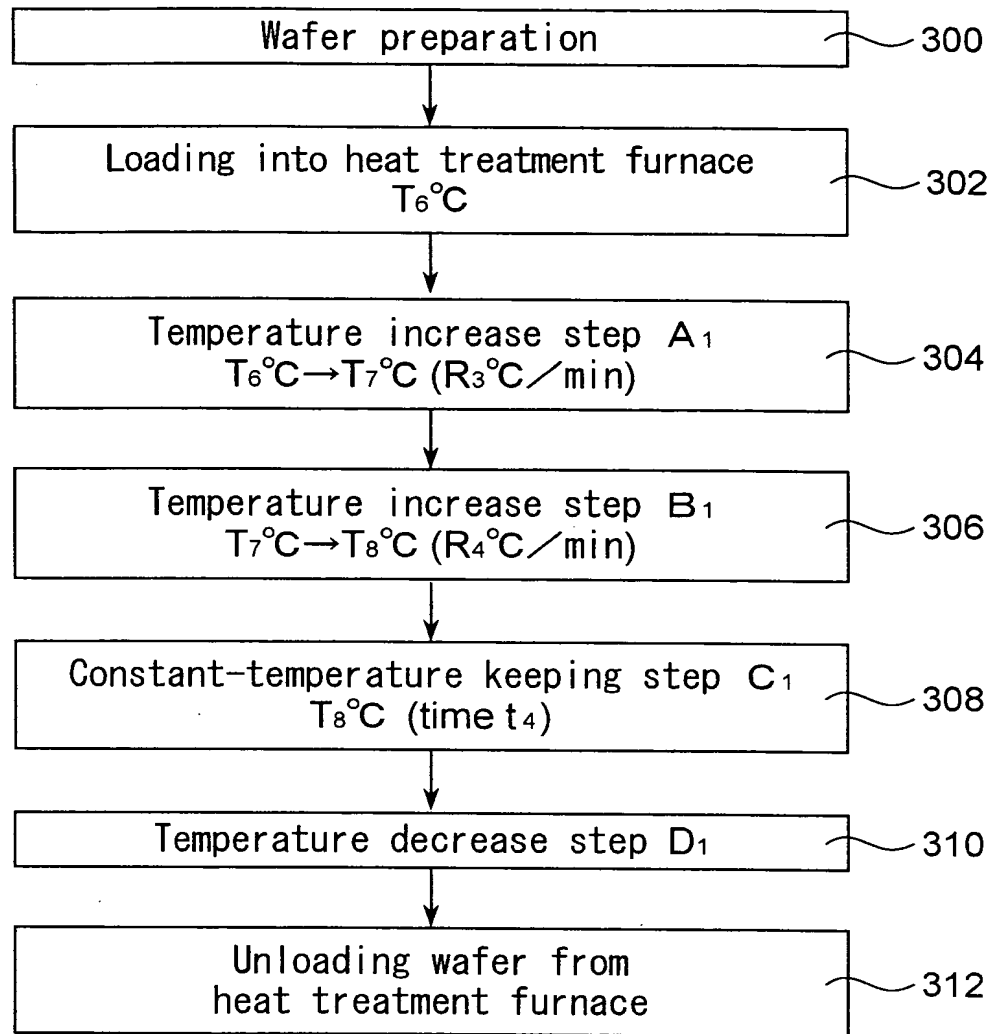 Wafer preparation
300
Loading into heat treatment furnace
T6℃
302
Temperature increase step A1
T6℃→T7℃ (R3℃/min)
304
Temperature increase step B1
T7℃→T8℃ (R4℃/min)
306
Constant-temperature keeping step C1
T8℃ (time t4)
308
Temperature decrease step D1
310
Unloading wafer from
heat treatment furnace
312